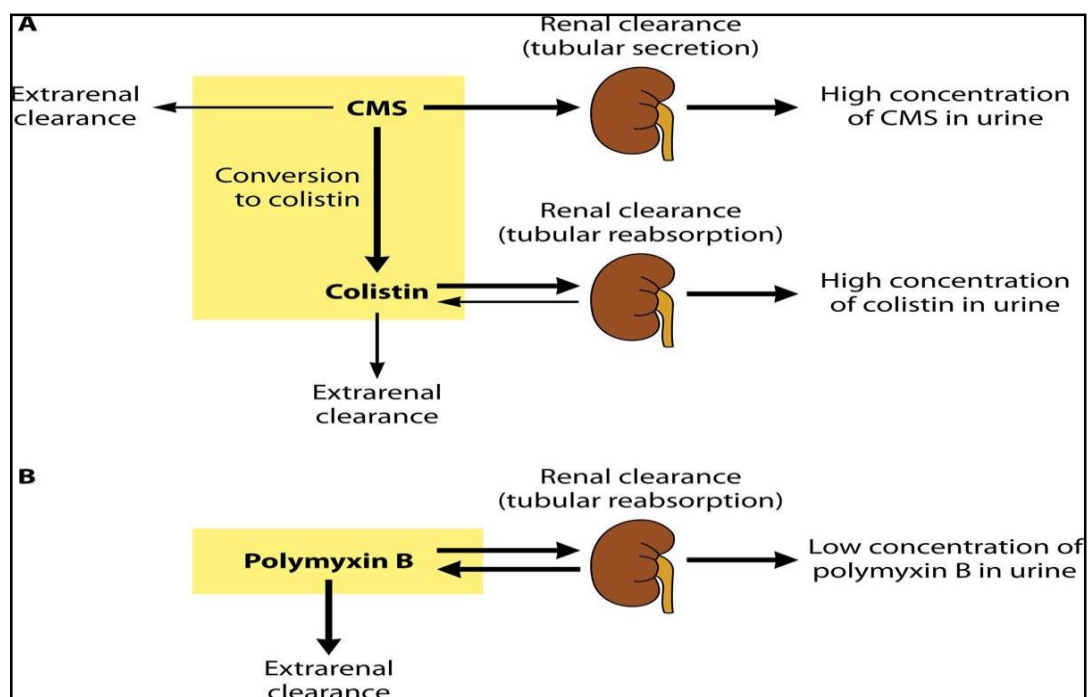 A
Renal clearance
(tubular secretion)
Extrarenal
clearance
CMS
High concentration
of CMS in urine
Conversion
to colistin
Renal clearance
(tubular reabsorption)
Colistin
High concentration
of colistin in urine
Extrarenal
clearance
B
Renal clearance
(tubular reabsorption)
Polymyxin B
Low concentration of
polymyxin B in urine
Extrarenal
clearance